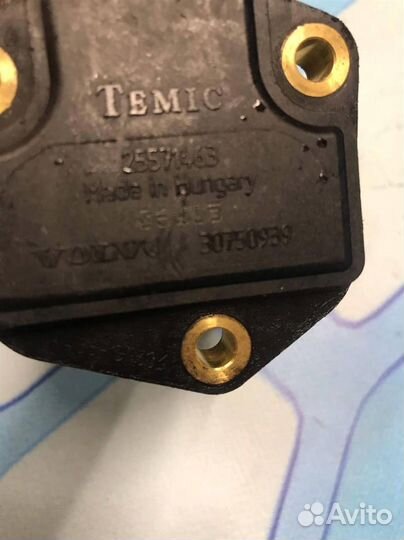 TEMIC
25571463
Made in Hungary
VOLVO 30750939
Avito